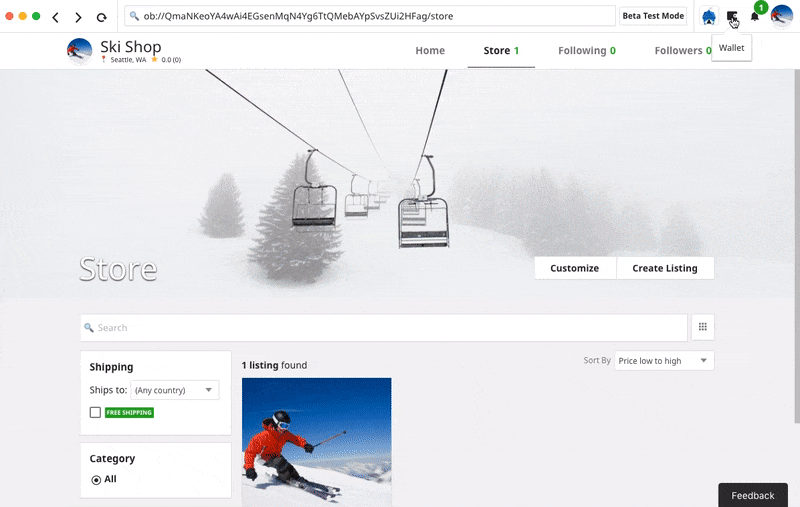 ob://QmaNKeoYA4wAi4EGsenMqN4Yg6TtQMebAYpSvsZUi2HFag/store
Beta Test Mode
1
Wallet
Ski Shop
Seattle, WA 0.0 (0)
Home
Store 1
Following 0
Followers 0
Store
Customize
Create Listing
Search
Shipping
Ships to: (Any country)
FREE SHIPPING
Category
All
1 listing found
Sort By Price low to high
Feedback